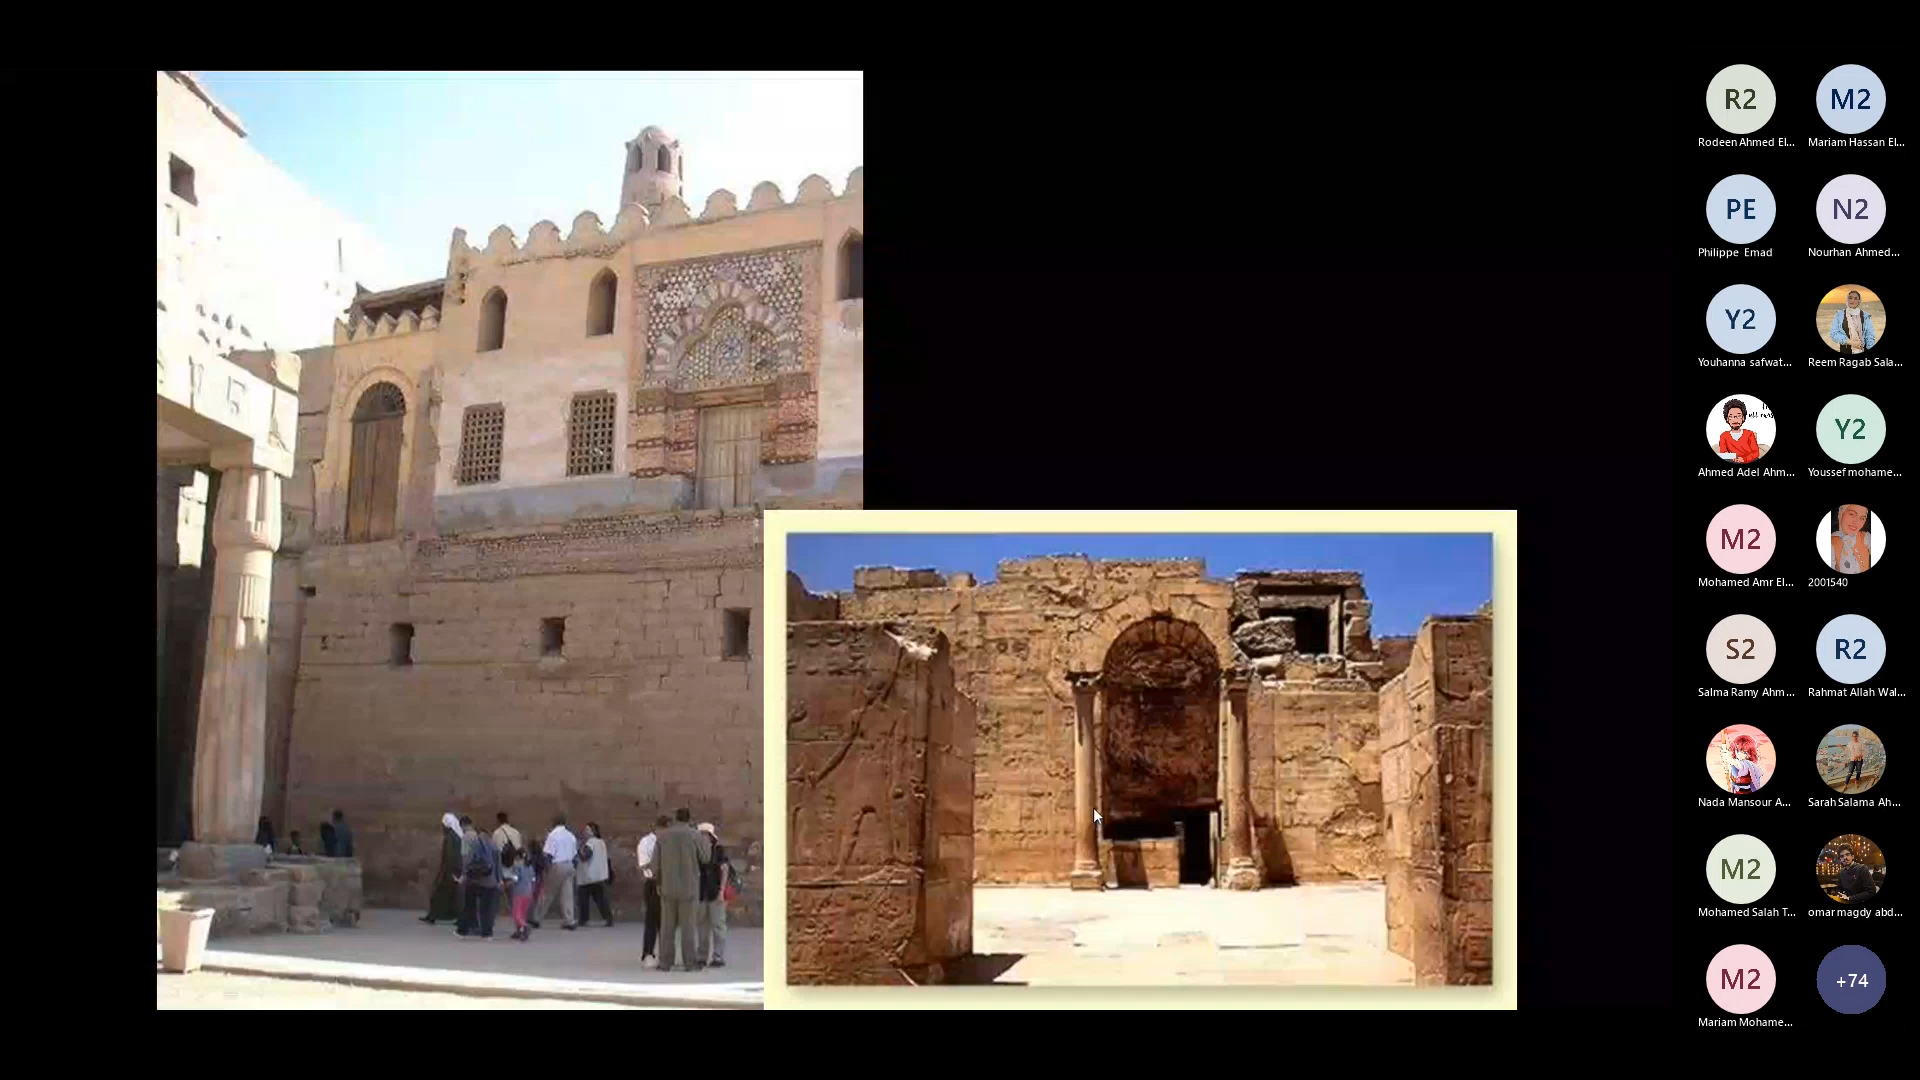 R2
M2
Rodeen Ahmed El...
Mariam Hassan El...
PE
N2
Philippe Emad
Nourhan Ahmed...
Y2
Youhanna safwat...
Reem Ragab Sala...
Y2
Ahmed Adel Ahm...
Youssef mohame...
M2
Mohamed Amr El...
2001540
S2
R2
Salma Ramy Ahm...
Rahmat Allah Wal...
Nada Mansour A...
Sarah Salama Ah...
M2
Mohamed Salah T...
omar magdy abd...
M2
+74
Mariam Mohame...